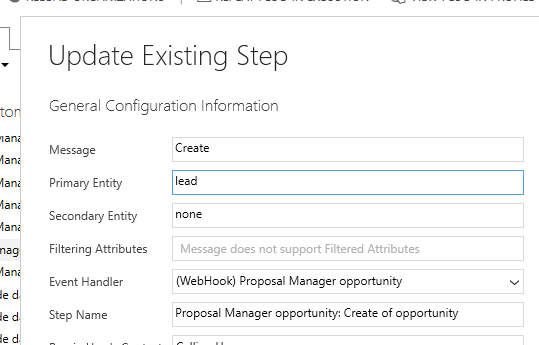 Update Existing Step
General Configuration Information
Message Create
Primary Entity lead
Secondary Entity none
Filtering Attributes Message does not support Filtered Attributes
Event Handler (WebHook) Proposal Manager opportunity
Step Name Proposal Manager opportunity: Create of opportunity